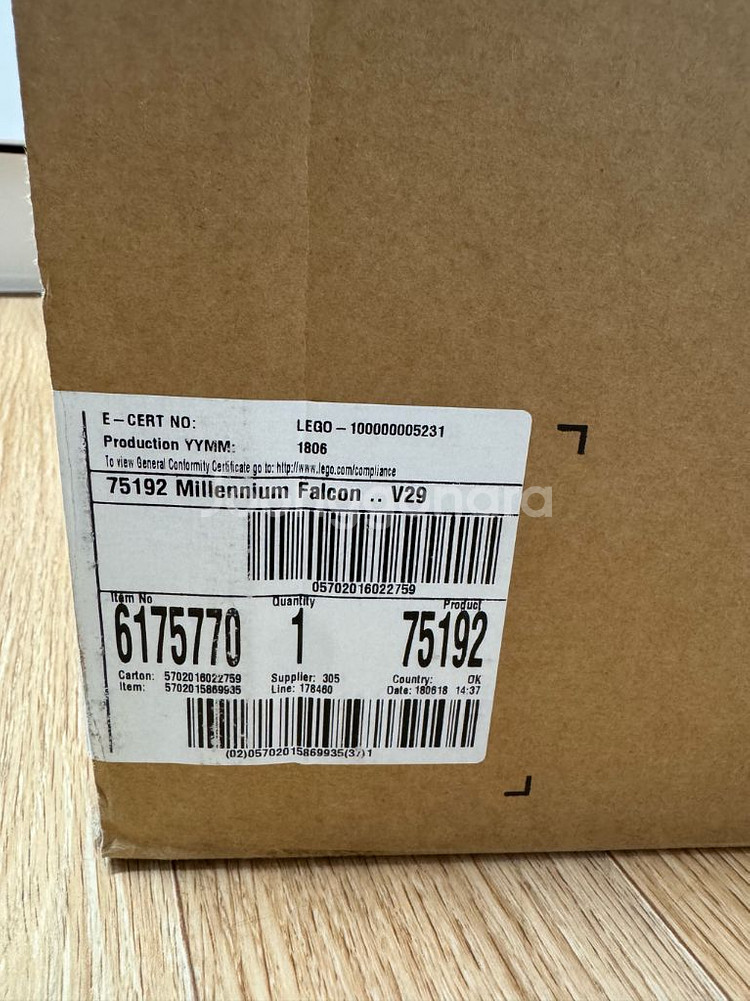 E-CERT NO: LEGO-100000005231
Production YYMM: 1806
To view General Conformity Certificate go to: http://www.lego.com/compliance
75192 Millennium Falcon .. V29
joonggonara
05702016022759
Item No Quantity Product
6175770 1 75192
Carton: 5702016022759 Supplier: 305 Country: DK
Item: 5702015869935 Line: 178460 Date: 180618 14:37
(02)05702015869935(37)1